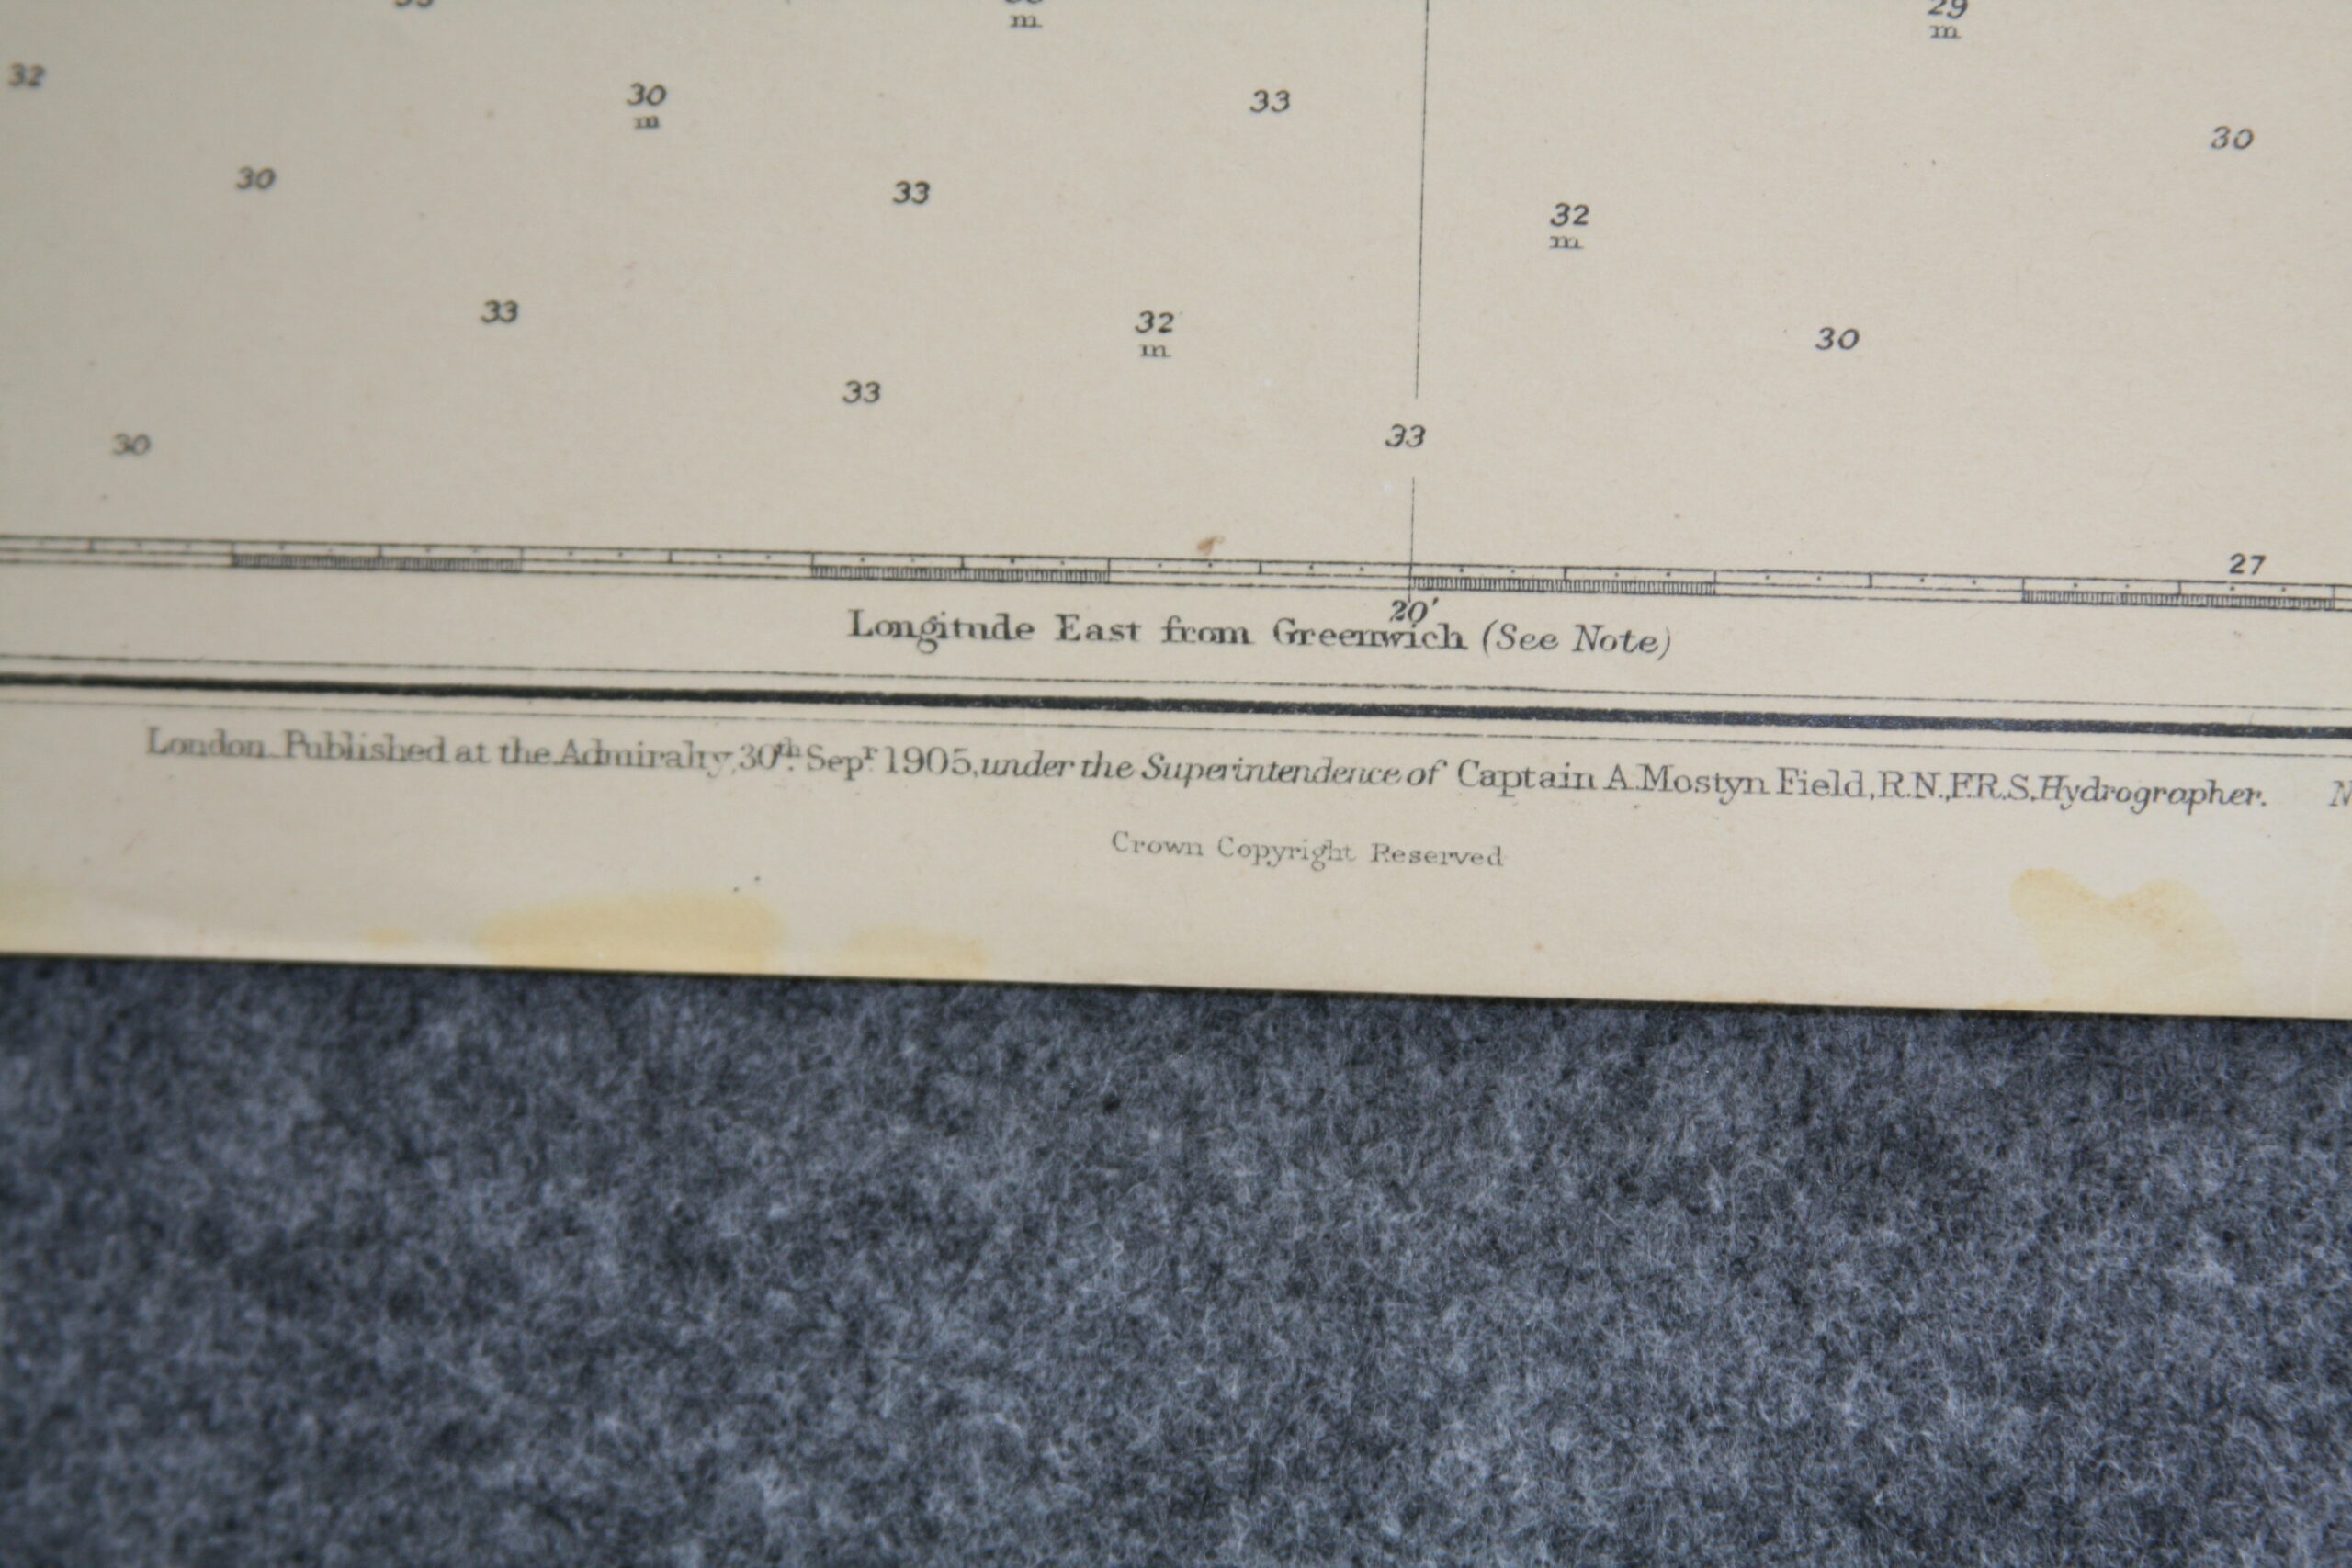 29
m
m
32
30
m
33
30
30
33
32
m
33
32
m
30
33
33
30
27
20'
Longitude East from Greenwich (See Note)
London. Published at the Admiralty, 30th Sepr 1905, under the Superintendence of Captain A. Mostyn Field, R.N., F.R.S. Hydrographer.
Crown Copyright Reserved